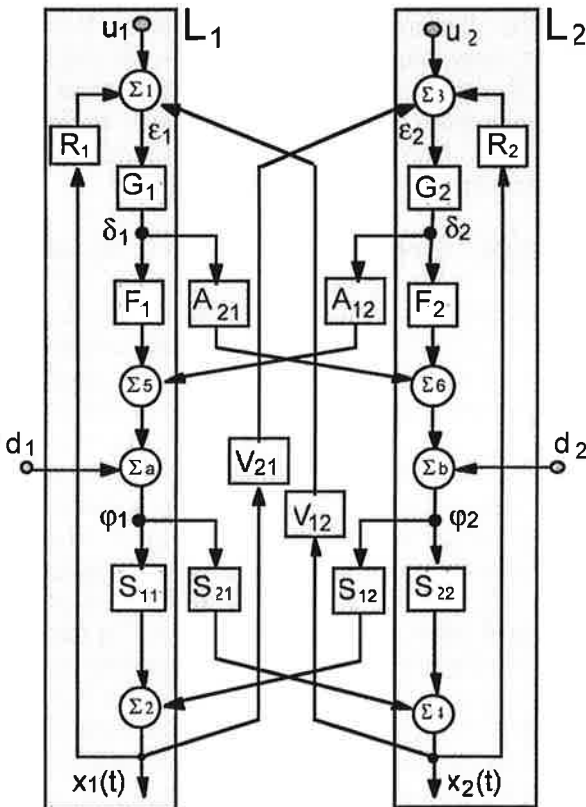 u₁ L₁ u₂ L₂
Σ1 Σ3
R₁ ε₁ ε₂ R₂
G₁ G₂
δ₁ δ₂
F₁ A₂₁ A₁₂ F₂
Σ5 Σ6
d₁ Σa V₂₁ Σb d₂
φ₁ V₁₂ φ₂
S₁₁ S₂₁ S₁₂ S₂₂
Σ2 Σ4
x₁(t) x₂(t)